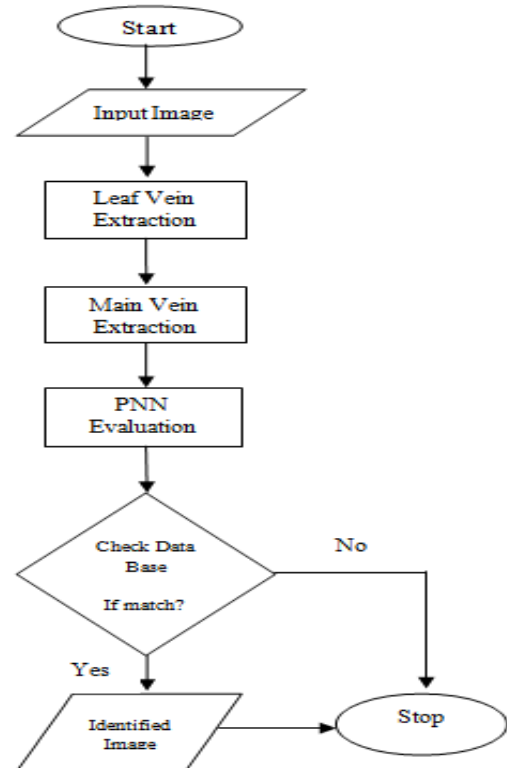 Start
Input Image
Leaf Vein
Extraction
Main Vein
Extraction
PNN
Evaluation
Check Data
Base
If match?
No
Yes
Identified
Image
Stop